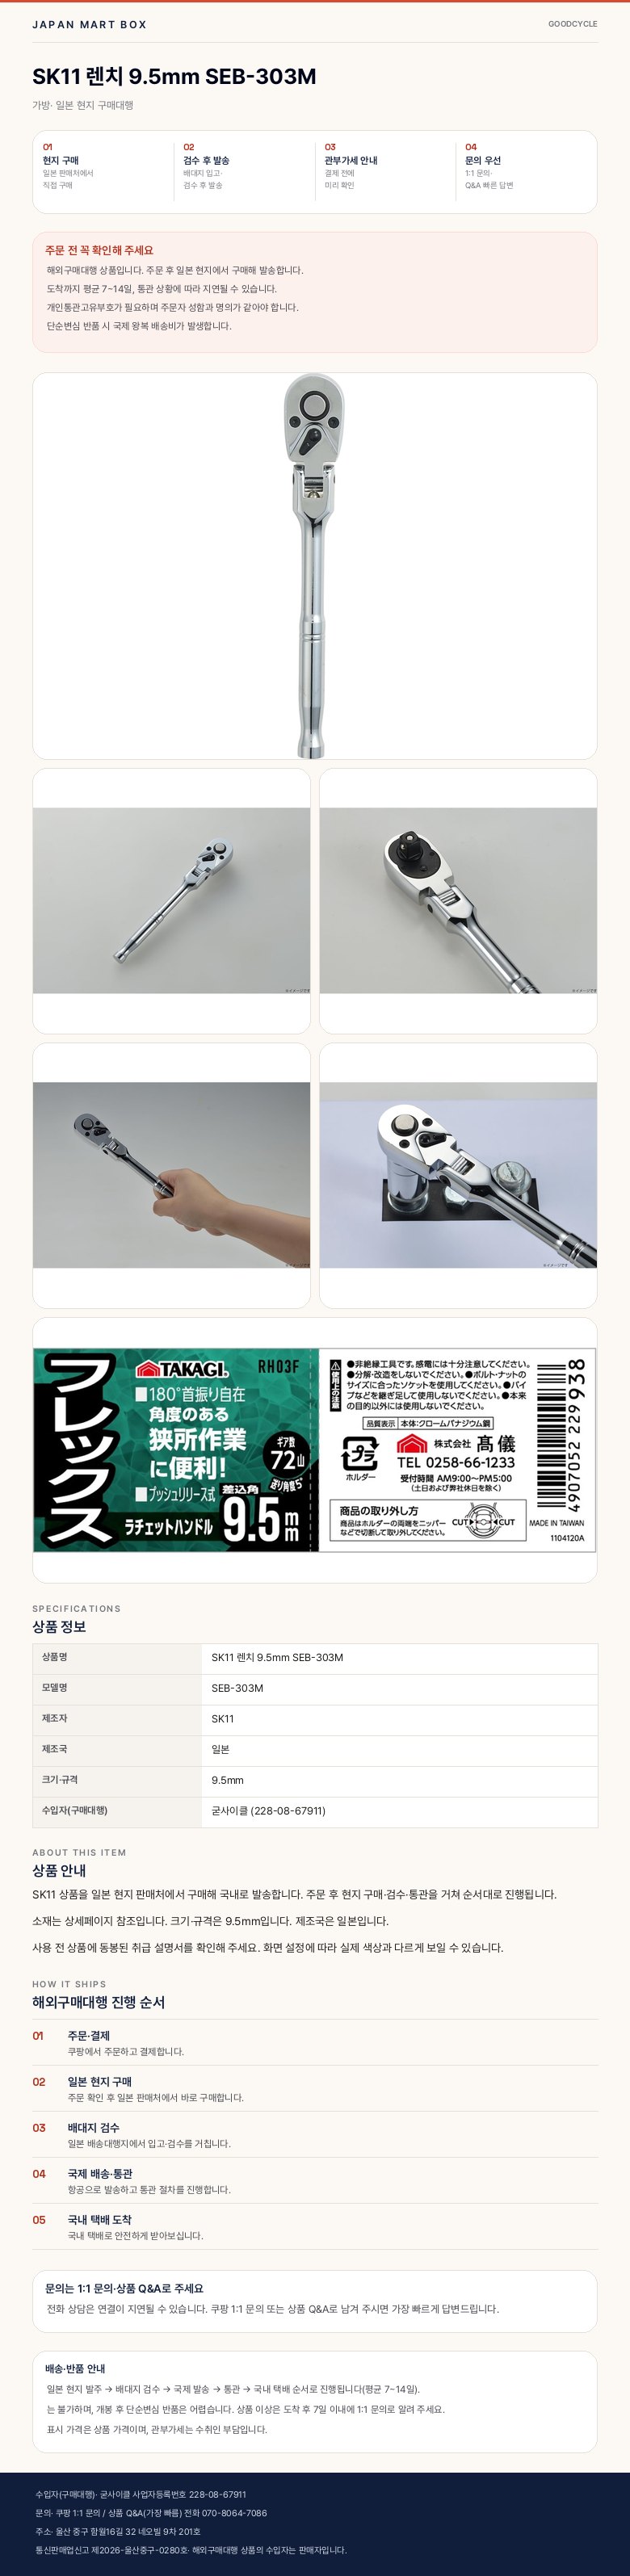 JAPAN MART BOX
GOODCYCLE
SK11 렌치 9.5mm SEB-303M
가방· 일본 현지 구매대행
01
현지 구매
일본 판매처에서
직접 구매
02
검수 후 발송
배대지 입고·
검수 후 발송
03
관부가세 안내
결제 전에
미리 확인
04
문의 우선
1:1 문의·
Q&A 빠른 답변
주문 전 꼭 확인해 주세요
해외구매대행 상품입니다. 주문 후 일본 현지에서 구매해 발송합니다.
도착까지 평균 7~14일, 통관 상황에 따라 지연될 수 있습니다.
개인통관고유부호가 필요하며 주문자 성함과 명의가 같아야 합니다.
단순변심 반품 시 국제 왕복 배송비가 발생합니다.
※イメージです
※イメージです
※イメージです
※イメージです
フレックス
TAKAGI.
RH03F
■180°首振り自在
角度のある
狭所作業
に便利!
■プッシュリリース式
ギア数
72山
送り角度5°
ラチェットハンドル
差込角
9.5mm
使用上の注意
●非絶縁工具です。感電には十分注意してください。
●分解・改造をしないでください。●ボルト・ナットの
サイズに合ったソケットを使用してください。●パイ
プなどを継ぎ足して使用しないでください。●本来
の目的以外には使用しないでください。
品質表示 本体:クロームバナジウム鋼
プラ
ホルダー
株式会社 髙儀
TEL 0258-66-1233
受付時間 AM9:00〜PM5:00
(土日および弊社休日を除く)
商品の取り外し方
商品はホルダーの両端をニッパー
などで切断して取り外してください。
CUT
CUT
4907052 229938
MADE IN TAIWAN
1104120A
SPECIFICATIONS
상품 정보
상품명 SK11 렌치 9.5mm SEB-303M
모델명 SEB-303M
제조자 SK11
제조국 일본
크기·규격 9.5mm
수입자(구매대행) 굳사이클 (228-08-67911)
ABOUT THIS ITEM
상품 안내
SK11 상품을 일본 현지 판매처에서 구매해 국내로 발송합니다. 주문 후 현지 구매·검수·통관을 거쳐 순서대로 진행됩니다.
소재는 상세페이지 참조입니다. 크기·규격은 9.5mm입니다. 제조국은 일본입니다.
사용 전 상품에 동봉된 취급 설명서를 확인해 주세요. 화면 설정에 따라 실제 색상과 다르게 보일 수 있습니다.
HOW IT SHIPS
해외구매대행 진행 순서
01
주문·결제
쿠팡에서 주문하고 결제합니다.
02
일본 현지 구매
주문 확인 후 일본 판매처에서 바로 구매합니다.
03
배대지 검수
일본 배송대행지에서 입고·검수를 거칩니다.
04
국제 배송·통관
항공으로 발송하고 통관 절차를 진행합니다.
05
국내 택배 도착
국내 택배로 안전하게 받아보십니다.
문의는 1:1 문의·상품 Q&A로 주세요
전화 상담은 연결이 지연될 수 있습니다. 쿠팡 1:1 문의 또는 상품 Q&A로 남겨 주시면 가장 빠르게 답변드립니다.
배송·반품 안내
일본 현지 발주 → 배대지 검수 → 국제 발송 → 통관 → 국내 택배 순서로 진행됩니다(평균 7~14일).
는 불가하며, 개봉 후 단순변심 반품은 어렵습니다. 상품 이상은 도착 후 7일 이내에 1:1 문의로 알려 주세요.
표시 가격은 상품 가격이며, 관부가세는 수취인 부담입니다.
수입자(구매대행)· 굳사이클 사업자등록번호 228-08-67911
문의· 쿠팡 1:1 문의 / 상품 Q&A(가장 빠름) 전화 070-8064-7086
주소· 울산 중구 함월16길 32 네오빌 9차 201호
통신판매업신고 제2026-울산중구-0280호· 해외구매대행 상품의 수입자는 판매자입니다.